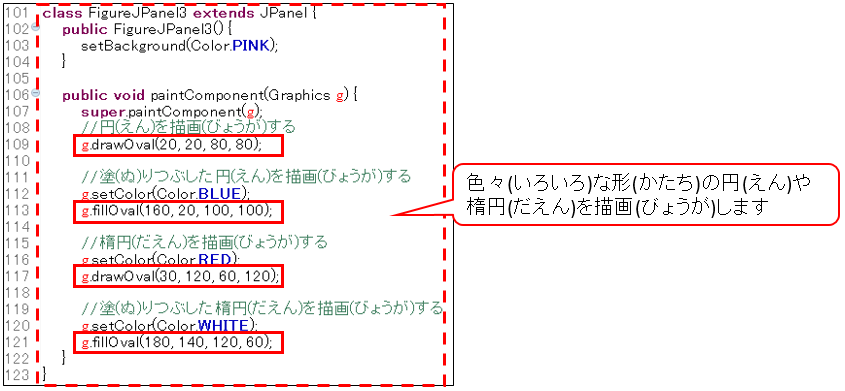 101 class FigureJPanel3 extends JPanel {
102 public FigureJPanel3() {
103 setBackground(Color.PINK);
104 }
105
106 public void paintComponent(Graphics g) {
107 super.paintComponent(g);
108 //円(えん)を描画(びょうが)する
109 g.drawOval(20, 20, 80, 80);
110
111 //塗(ぬ)りつぶした円(えん)を描画(びょうが)する
112 g.setColor(Color.BLUE);
113 g.fillOval(160, 20, 100, 100);
114
115 //楕円(だえん)を描画(びょうが)する
116 g.setColor(Color.RED);
117 g.drawOval(30, 120, 60, 120);
118
119 //塗(ぬ)りつぶした楕円(だえん)を描画(びょうが)する
120 g.setColor(Color.WHITE);
121 g.fillOval(180, 140, 120, 60);
122 }
123 }
色々(いろいろ)な形(かたち)の円(えん)や
楕円(だえん)を描画(びょうが)します